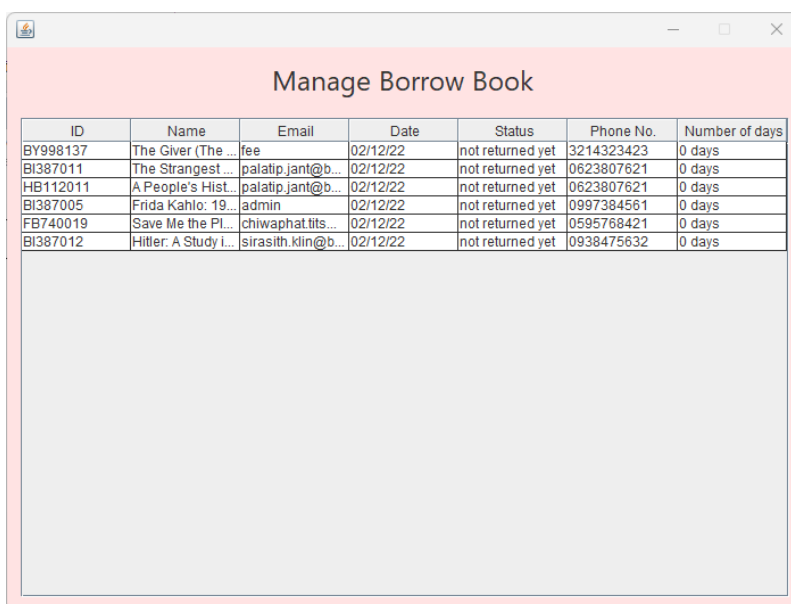 Manage Borrow Book
ID Name Email Date Status Phone No. Number of days
BY998137 The Giver (The ... fee 02/12/22 not returned yet 3214323423 0 days
BI387011 The Strangest ... palatip.jant@b... 02/12/22 not returned yet 0623807621 0 days
HB112011 A People's Hist... palatip.jant@b... 02/12/22 not returned yet 0623807621 0 days
BI387005 Frida Kahlo: 19... admin 02/12/22 not returned yet 0997384561 0 days
FB740019 Save Me the Pl... chiwaphat.tits... 02/12/22 not returned yet 0595768421 0 days
BI387012 Hitler: A Study i... sirasith.klin@b... 02/12/22 not returned yet 0938475632 0 days